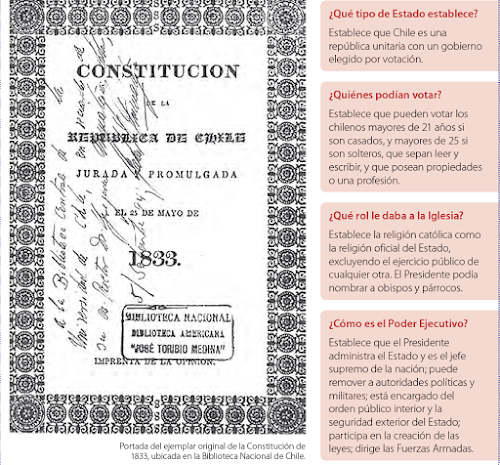 CONSTITUCION
DE LA
REPUBLICA DE CHILE
JURADA Y PROMULGADA
EL 25 DE MAYO DE
1833.
a la Biblioteca Central de la
Universidad de Chile,
BIBLIOTECA NACIONAL
BIBLIOTECA AMERICANA
"JOSÉ TORIBIO MEDINA"
IMPRENTA DE LA OPINION.
Portada del ejemplar original de la Constitución de
1833, ubicada en la Biblioteca Nacional de Chile.
¿Qué tipo de Estado establece?
Establece que Chile es una
república unitaria con un gobierno
elegido por votación.
¿Quiénes podían votar?
Establece que pueden votar los
chilenos mayores de 21 años si
son casados, y mayores de 25 si
son solteros, que sepan leer y
escribir, y que posean propiedades
o una profesión.
¿Qué rol le daba a la Iglesia?
Establece la religión católica como
la religión oficial del Estado,
excluyendo el ejercicio público de
cualquier otra. El Presidente podía
nombrar a obispos y párrocos.
¿Cómo es el Poder Ejecutivo?
Establece que el Presidente
administra el Estado y es el jefe
supremo de la nación; puede
remover a autoridades políticas y
militares; está encargado del
orden público interior y la
seguridad exterior del Estado;
participa en la creación de las
leyes; dirige las Fuerzas Armadas.